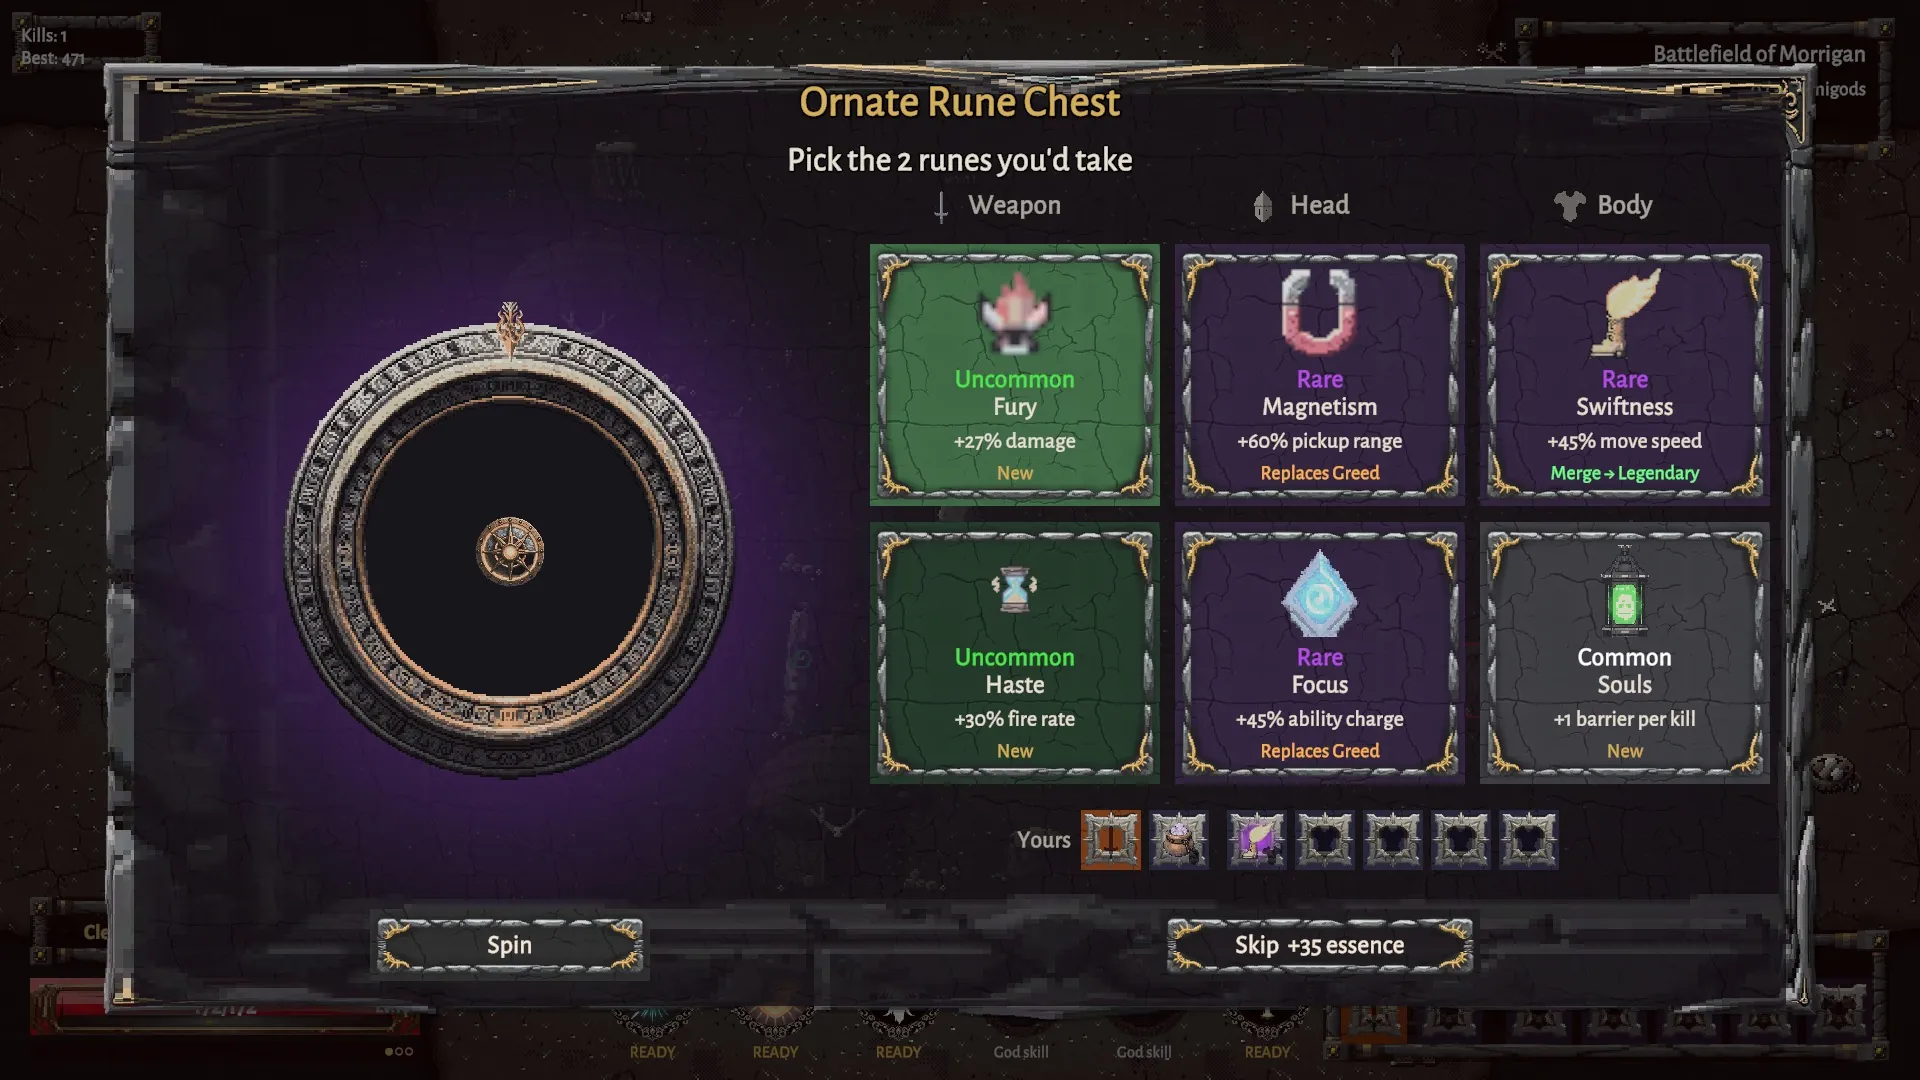 Kills: 1
Best: 471
Battlefield of Morrigan
nigods
Ornate Rune Chest
Pick the 2 runes you'd take
Weapon
Head
Body
Uncommon
Fury
+27% damage
New
Rare
Magnetism
+60% pickup range
Replaces Greed
Rare
Swiftness
+45% move speed
Merge → Legendary
Uncommon
Haste
+30% fire rate
New
Rare
Focus
+45% ability charge
Replaces Greed
Common
Souls
+1 barrier per kill
New
Yours
Cle
Spin
Skip +35 essence
READY
READY
READY
God skill
God skill
READY